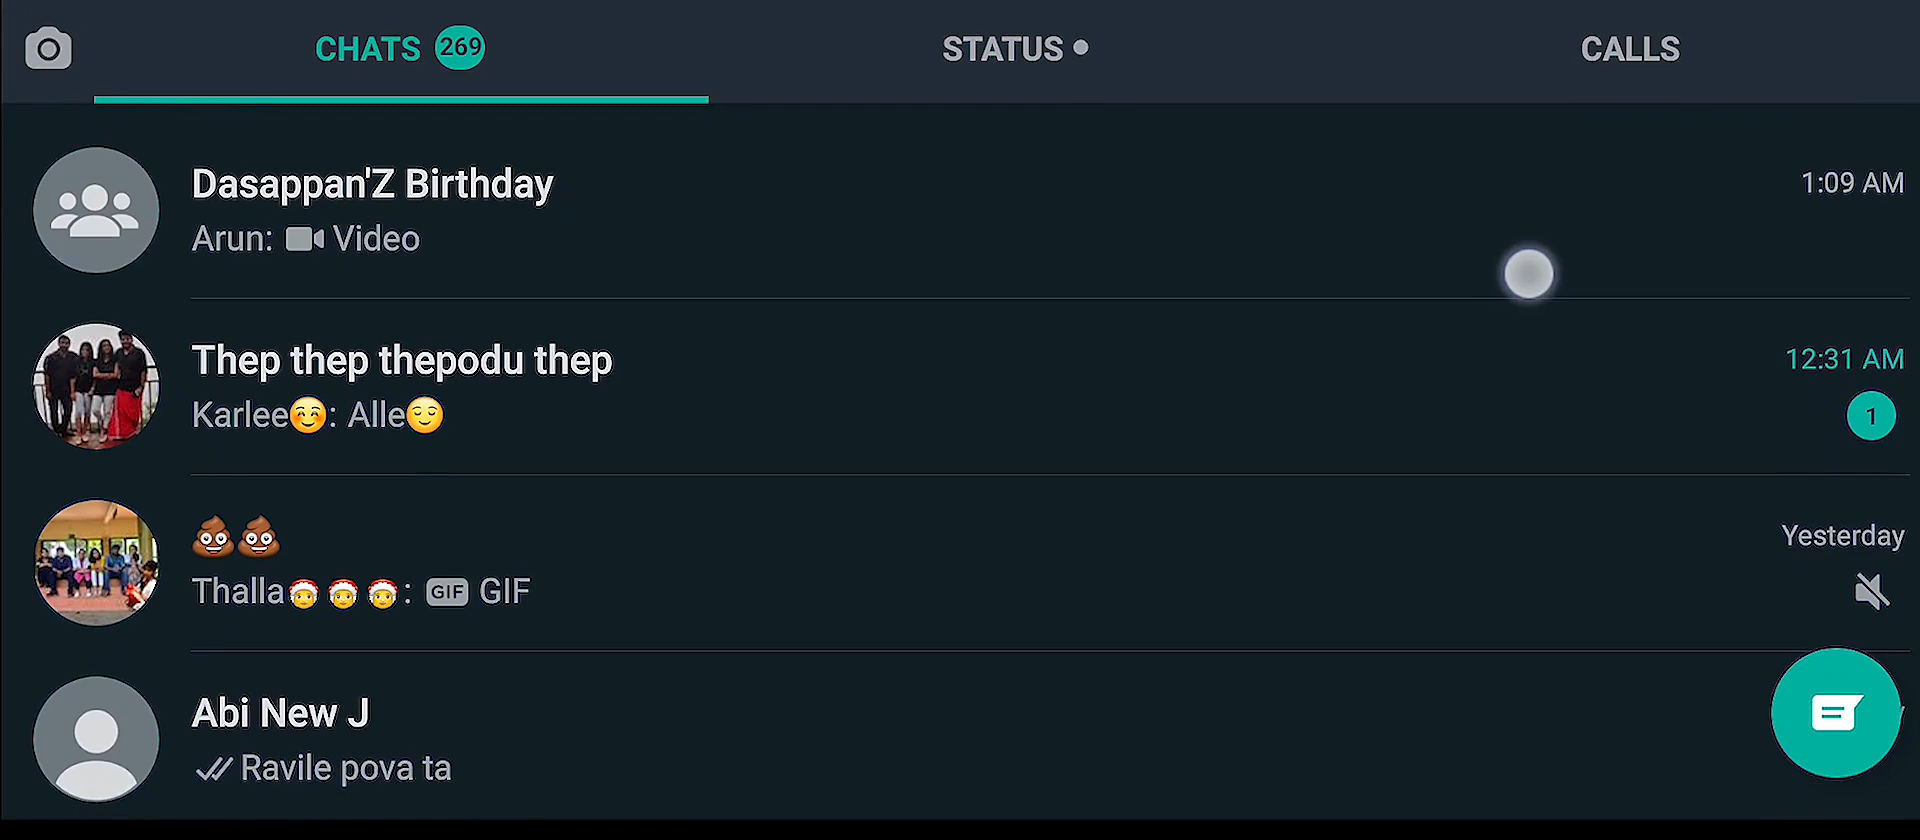 CHATS 269 STATUS CALLS
Dasappan'Z Birthday 1:09 AM
Arun: Video
Thep thep thepodu thep 12:31 AM
Karlee😊: Alle😌 1
💩💩 Yesterday
Thalla🤶🤶🤶: GIF GIF
Abi New J
Ravile pova ta